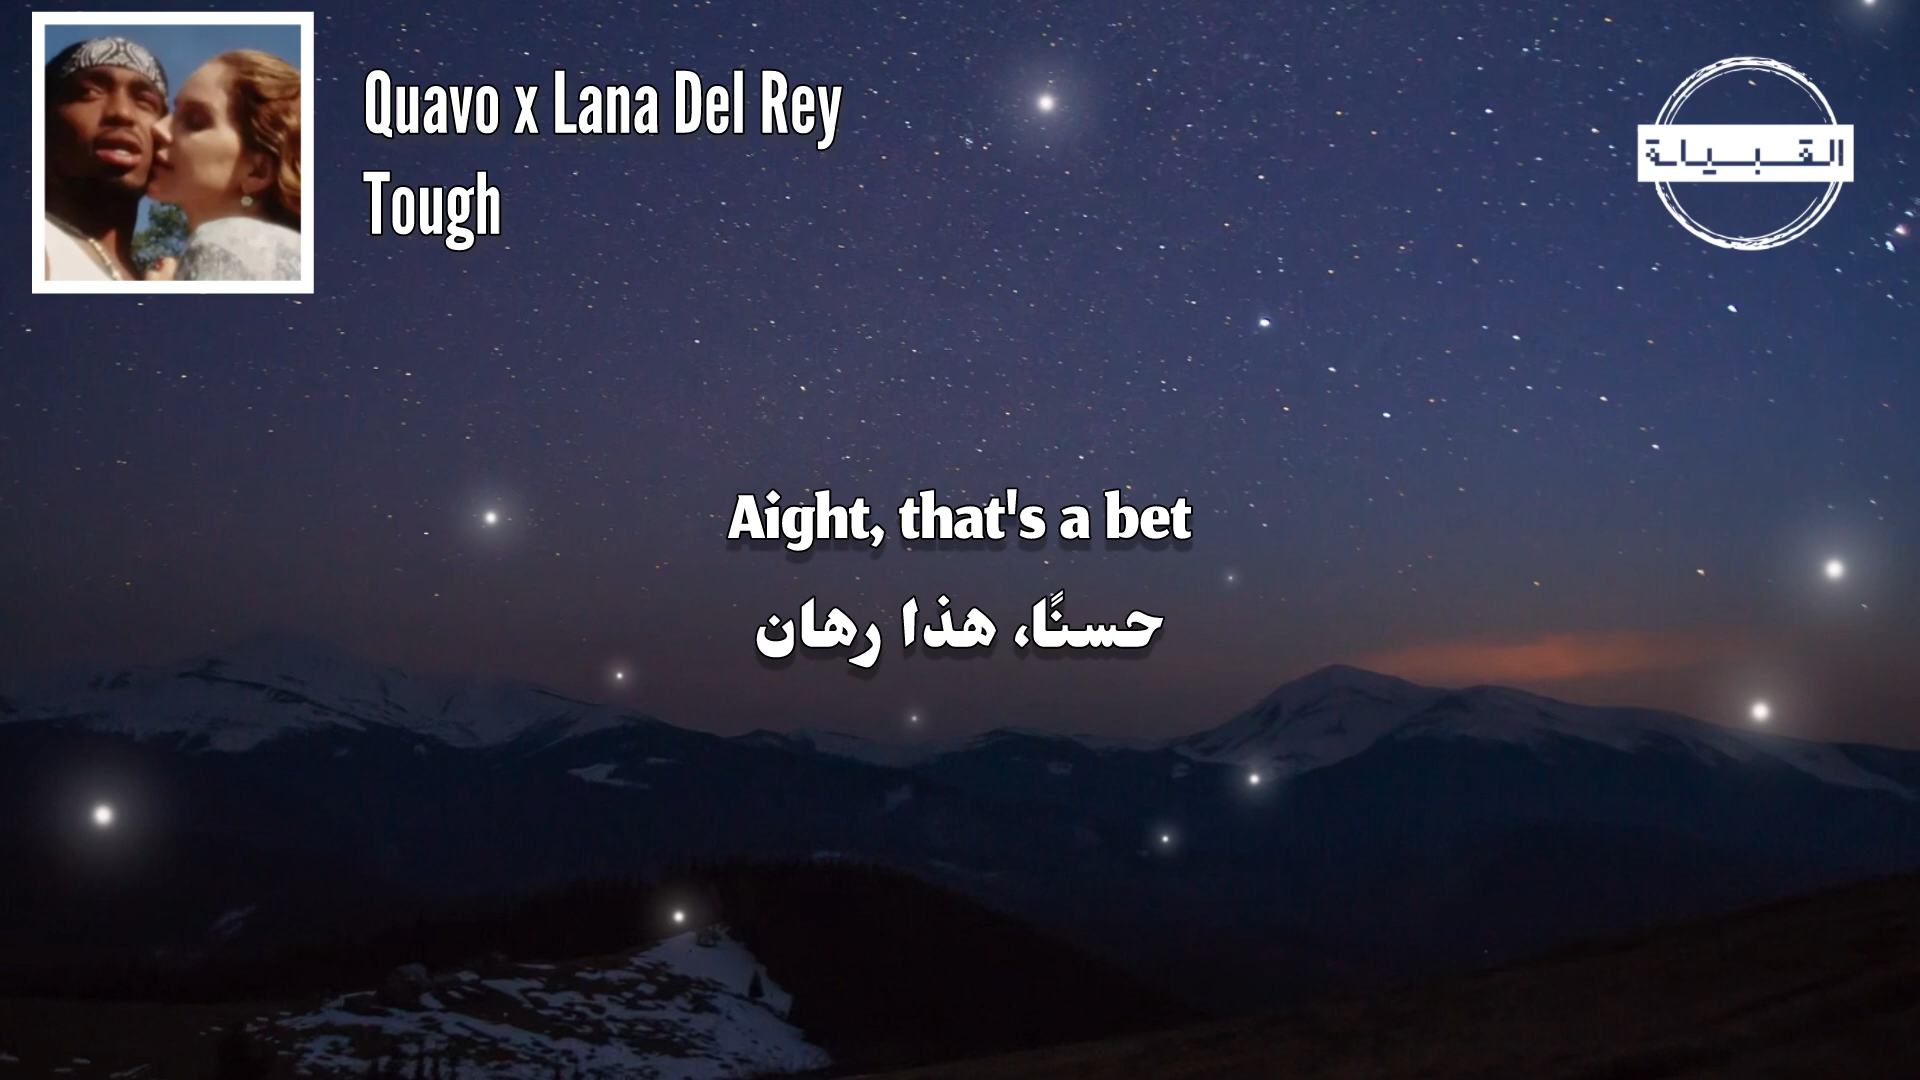 Quavo x Lana Del Rey
Tough
القبيلة
Aight, that's a bet
حسنًا، هذا رهان